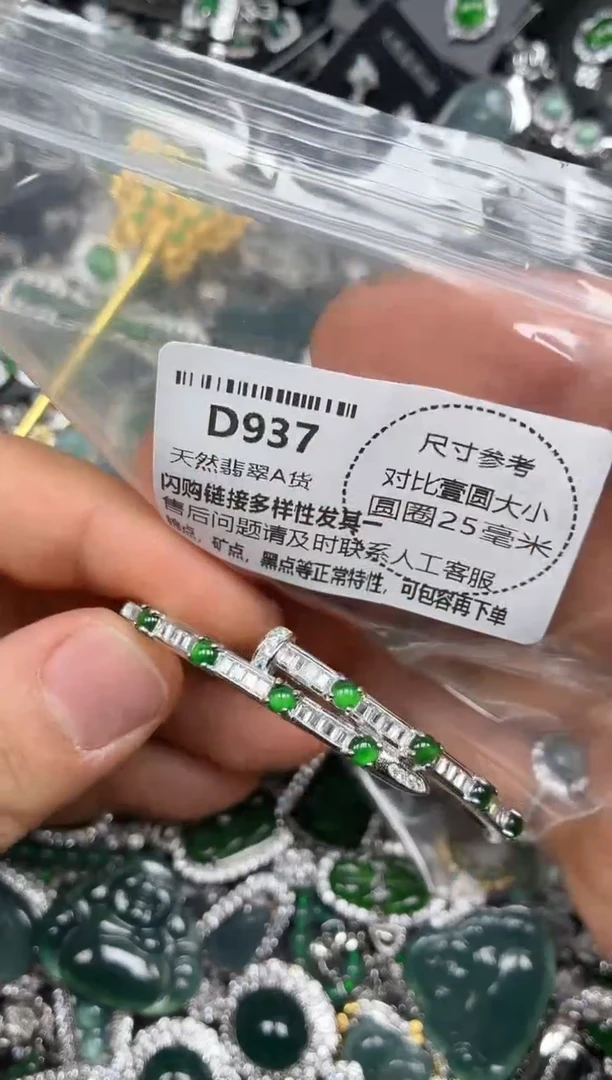 D937
天然翡翠A货
闪购链接多样性发其一
售后问题请及时联系人工客服
矿点，黑点等正常特性，可包容再下单
尺寸参考
对比壹圆大小
圆圈25毫米